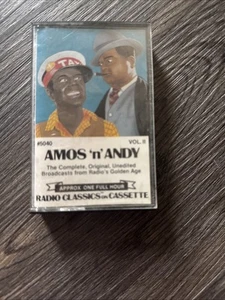 TAXI
#5040
VOL. II
AMOS 'n' ANDY
The Complete, Original, Unedited
Broadcasts from Radio's Golden Age
APPROX ONE FULL HOUR
RADIO CLASSICS ON CASSETTE